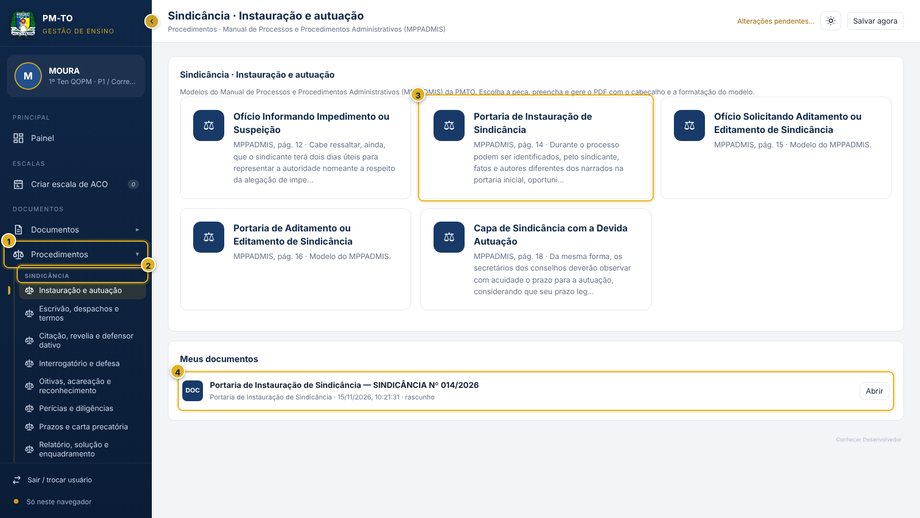 PM-TO
GESTÃO DE ENSINO
M
MOURA
1º Ten QOPM · P1 / Corre...
PRINCIPAL
Painel
ESCALAS
Criar escala de ACO
0
DOCUMENTOS
Documentos
1
Procedimentos
2
SINDICÂNCIA
Instauração e autuação
Escrivão, despachos e
termos
Citação, revelia e defensor
dativo
Interrogatório e defesa
Oitivas, acareação e
reconhecimento
Perícias e diligências
Prazos e carta precatória
Relatório, solução e
enquadramento
Sair / trocar usuário
Só neste navegador
Sindicância · Instauração e autuação
Procedimentos · Manual de Processos e Procedimentos Administrativos (MPPADMIS)
Alterações pendentes...
Salvar agora
Sindicância · Instauração e autuação
Modelos do Manual de Processos e Procedimentos Administrativos (MPPADMIS) da PMTO. Escolha a peça, preencha e gere o PDF com o cabeçalho e a formatação do modelo.
Ofício Informando Impedimento ou
Suspeição
MPPADMIS, pág. 12 · Cabe ressaltar, ainda,
que o sindicante terá dois dias úteis para
representar a autoridade nomeante a respeito
da alegação de impe...
3
Portaria de Instauração de
Sindicância
MPPADMIS, pág. 14 · Durante o processo
podem ser identificados, pelo sindicante,
fatos e autores diferentes dos narrados na
portaria inicial, oportuni...
Ofício Solicitando Aditamento ou
Editamento de Sindicância
MPPADMIS, pág. 15 · Modelo do MPPADMIS.
Portaria de Aditamento ou
Editamento de Sindicância
MPPADMIS, pág. 16 · Modelo do MPPADMIS.
Capa de Sindicância com a Devida
Autuação
MPPADMIS, pág. 18 · Da mesma forma, os
secretários dos conselhos deverão observar
com acuidade o prazo para a autuação,
considerando que seu prazo leg...
Meus documentos
4
DOC
Portaria de Instauração de Sindicância — SINDICÂNCIA Nº 014/2026
Portaria de Instauração de Sindicância · 15/11/2026, 10:21:31 · rascunho
Abrir
Conhecer Desenvolvedor